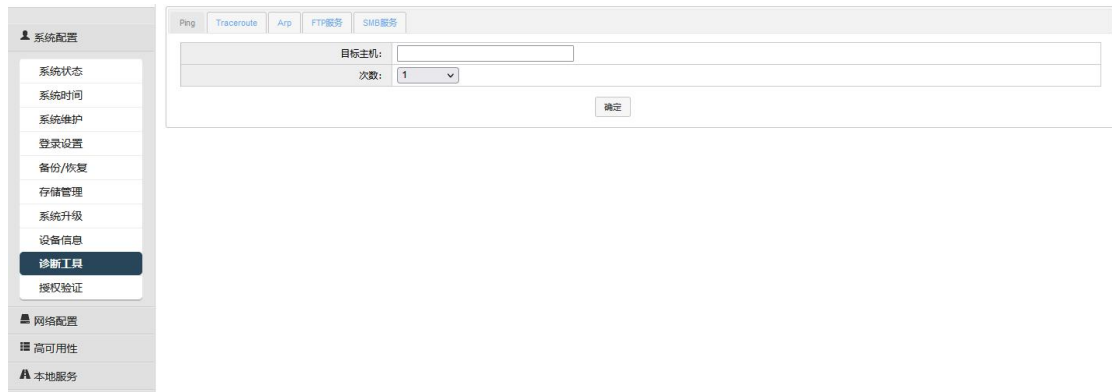 Ping Traceroute Arp FTP服务 SMB服务
系统配置
目标主机：
次数： 1
确定
系统状态
系统时间
系统维护
登录设置
备份/恢复
存储管理
系统升级
设备信息
诊断工具
授权验证
网络配置
高可用性
本地服务